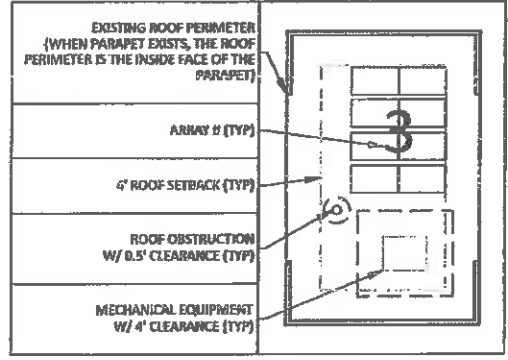 EXISTING ROOF PERIMETER
(WHEN PARAPET EXISTS, THE ROOF
PERIMETER IS THE INSIDE FACE OF THE
PARAPET)
3
ARRAY # (TYP)
4' ROOF SETBACK (TYP)
ROOF OBSTRUCTION
W/ 0.5' CLEARANCE (TYP)
MECHANICAL EQUIPMENT
W/ 4' CLEARANCE (TYP)